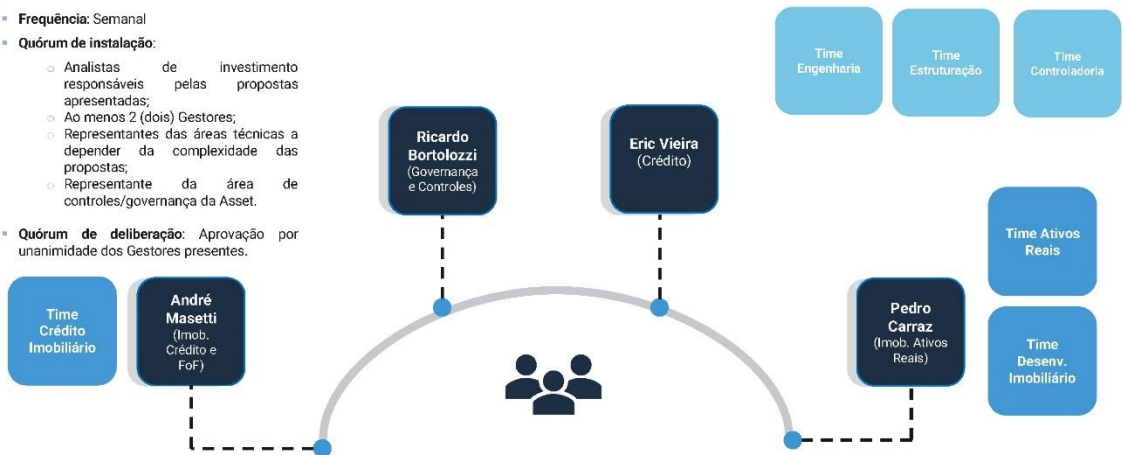 Frequência: Semanal
Quórum de instalação:
Analistas de investimento
responsáveis pelas propostas
apresentadas;
Ao menos 2 (dois) Gestores;
Representantes das áreas técnicas a
depender da complexidade das
propostas;
Representante da área de
controles/governança da Asset.
Quórum de deliberação: Aprovação por
unanimidade dos Gestores presentes.
Time
Crédito
Imobiliário
André
Masetti
(Imob.
Crédito e
FoF)
Ricardo
Bortolozzi
(Governança
e Controles)
Eric Vieira
(Crédito)
Pedro
Carraz
(Imob. Ativos
Reais)
Time
Engenharia
Time
Estruturação
Time
Controladoria
Time Ativos
Reais
Time
Desenv.
Imobiliário